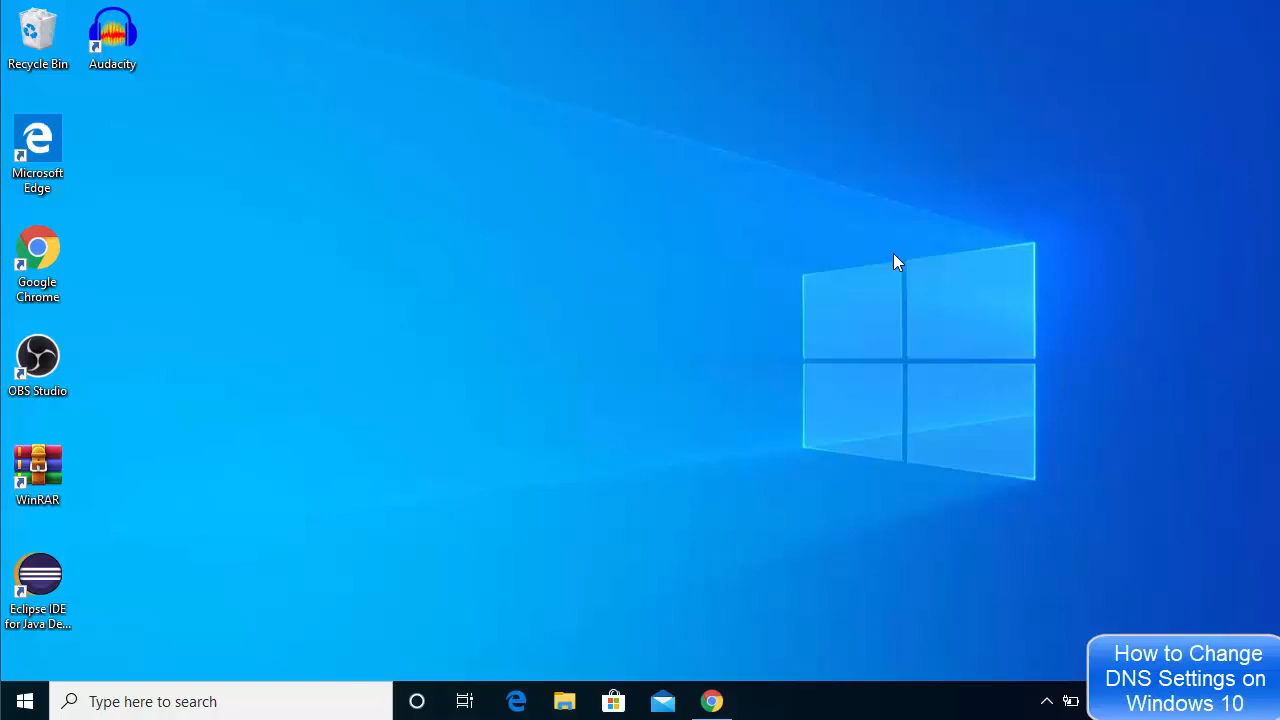 Recycle Bin
Audacity
Microsoft
Edge
Google
Chrome
OBS Studio
WinRAR
Eclipse IDE
for Java De...
Type here to search
How to Change
DNS Settings on
Windows 10